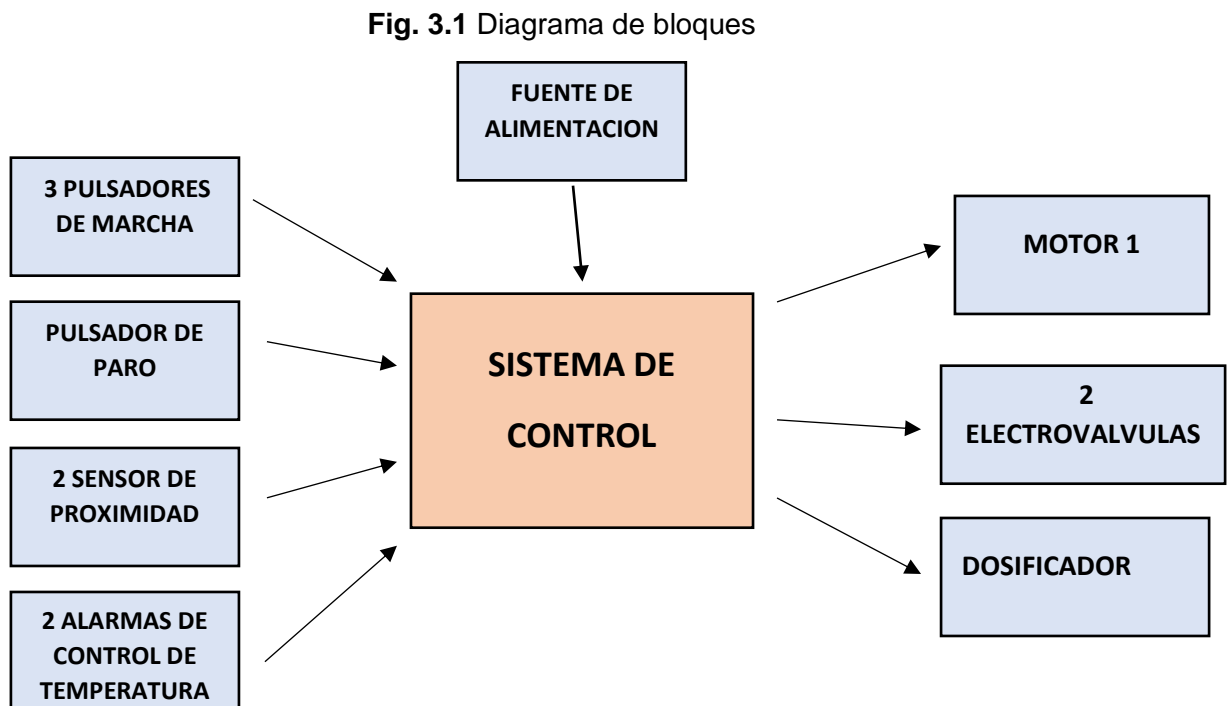 Fig. 3.1 Diagrama de bloques
FUENTE DE
ALIMENTACION
3 PULSADORES
DE MARCHA
PULSADOR DE
PARO
2 SENSOR DE
PROXIMIDAD
2 ALARMAS DE
CONTROL DE
TEMPERATURA
SISTEMA DE
CONTROL
MOTOR 1
2
ELECTROVALVULAS
DOSIFICADOR